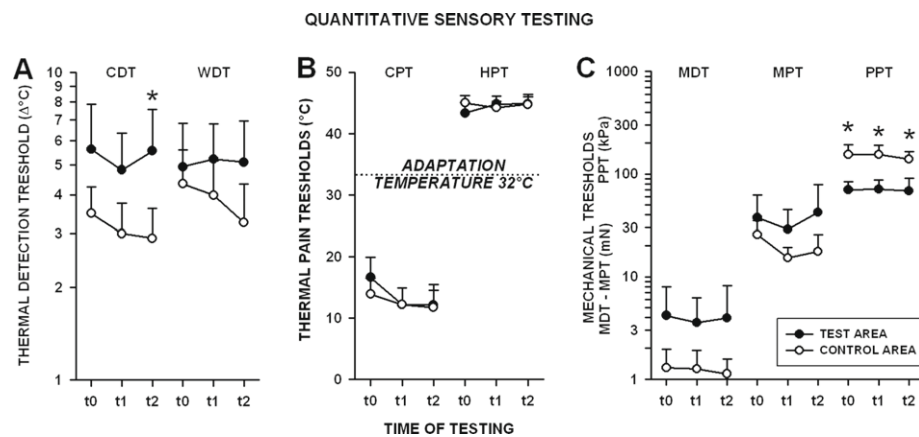 QUANTITATIVE SENSORY TESTING
A
CDT WDT
THERMAL DETECTION TRESHOLD (Δ°C)
10
9
8
7
6
5
4
3
2
1
*
t0 t1 t2 t0 t1 t2
B
CPT HPT
THERMAL PAIN TRESHOLDS (°C)
50
40
30
20
10
0
ADAPTATION
TEMPERATURE 32°C
t0 t1 t2 t0 t1 t2
TIME OF TESTING
C
MDT MPT PPT
MECHANICAL TRESHOLDS
MDT - MPT (mN) PPT (kPa)
1000
300
100
30
10
3
1
* * *
TEST AREA
CONTROL AREA
t0 t1 t2 t0 t1 t2 t0 t1 t2